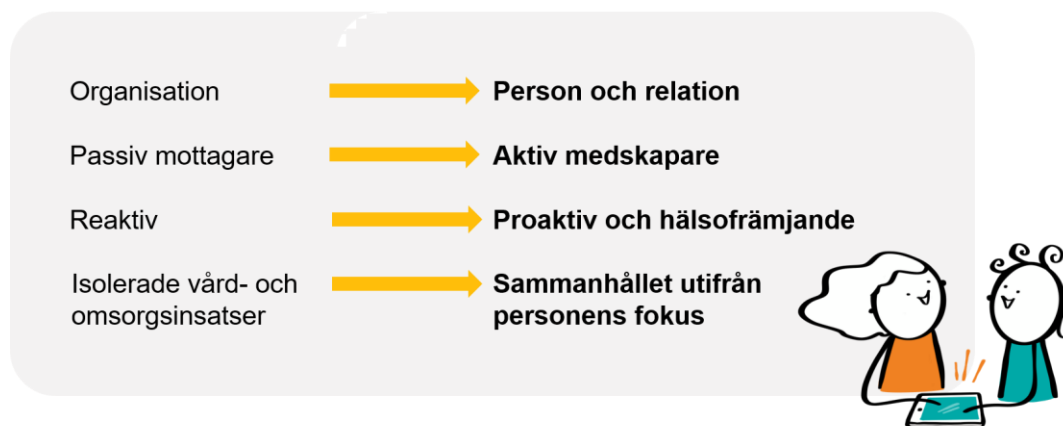 Organisation
Person och relation
Passiv mottagare
Aktiv medskapare
Reaktiv
Proaktiv och hälsofrämjande
Isolerade vård- och
omsorgsinsatser
Sammanhållet utifrån
personens fokus